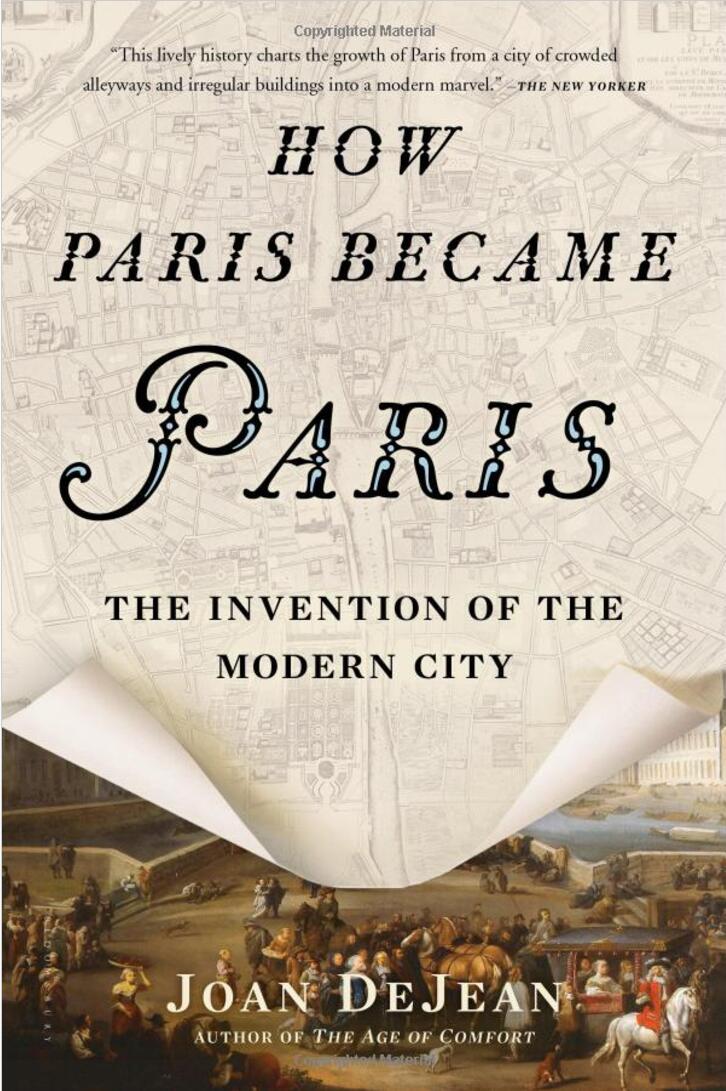 Copyrighted Material
“This lively history charts the growth of Paris from a city of crowded
alleyways and irregular buildings into a modern marvel.” –THE NEW YORKER
HOW
PARIS BECAME
PARIS
THE INVENTION OF THE
MODERN CITY
JOAN DEJEAN
AUTHOR OF THE AGE OF COMFORT
Copyrighted Material